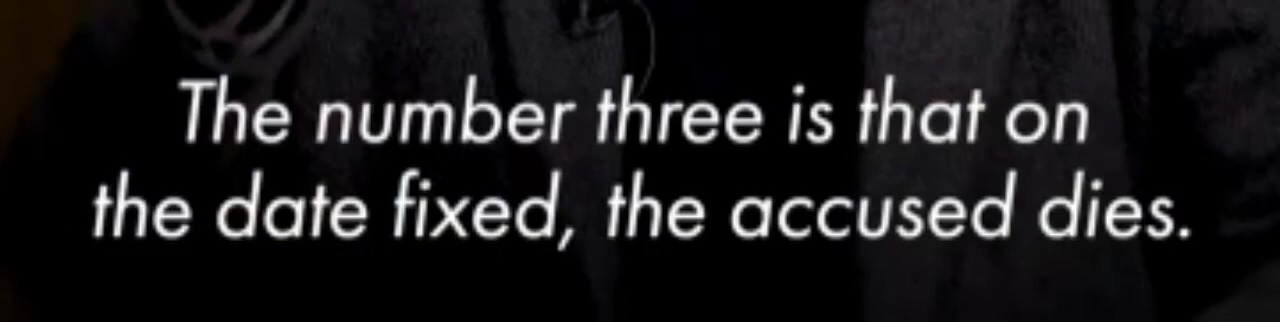 The number three is that on
the date fixed, the accused dies.